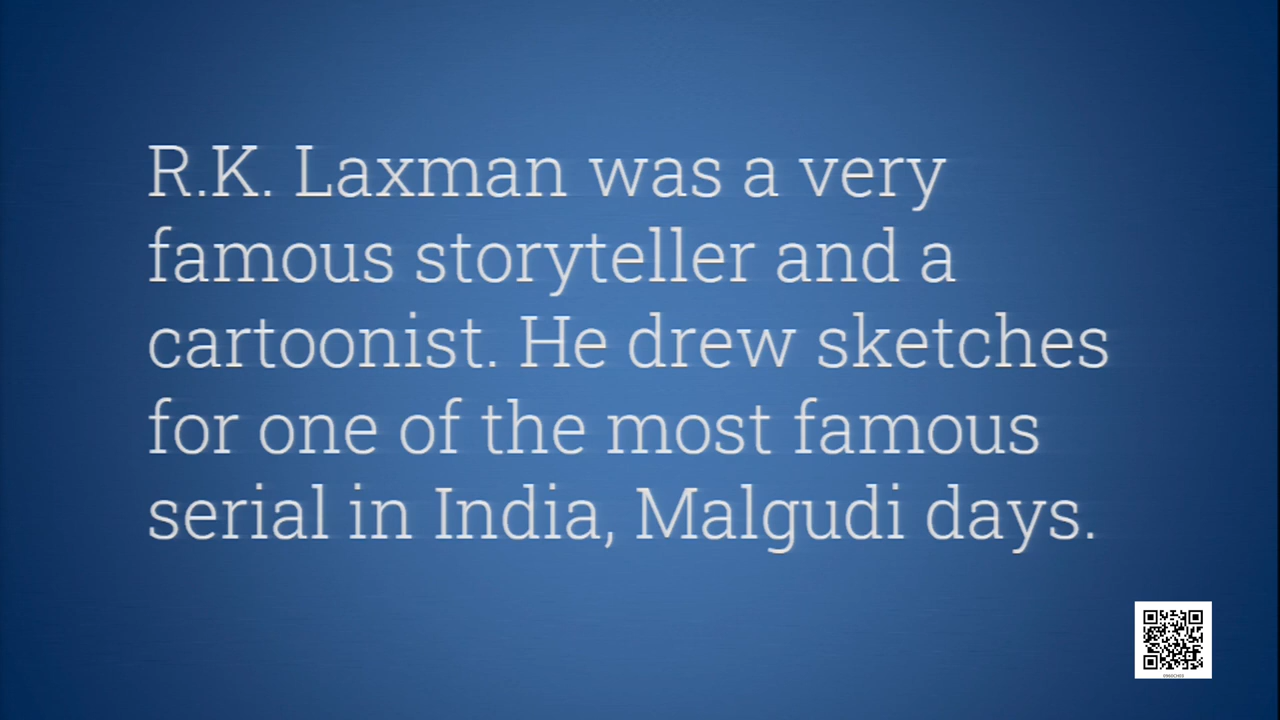 R.K. Laxman was a very
famous storyteller and a
cartoonist. He drew sketches
for one of the most famous
serial in India, Malgudi days.